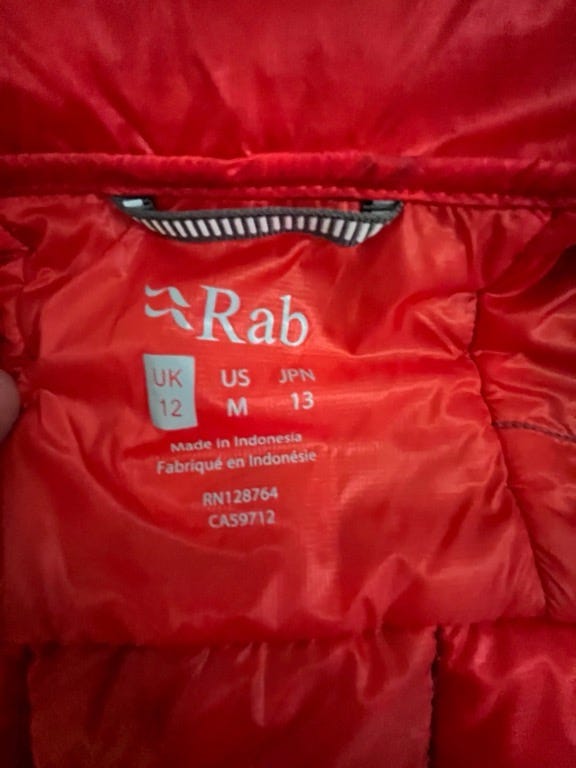 Rab
UK US JPN
12 M 13
Made in Indonesia
Fabriqué en Indonésie
RN128764
CA59712